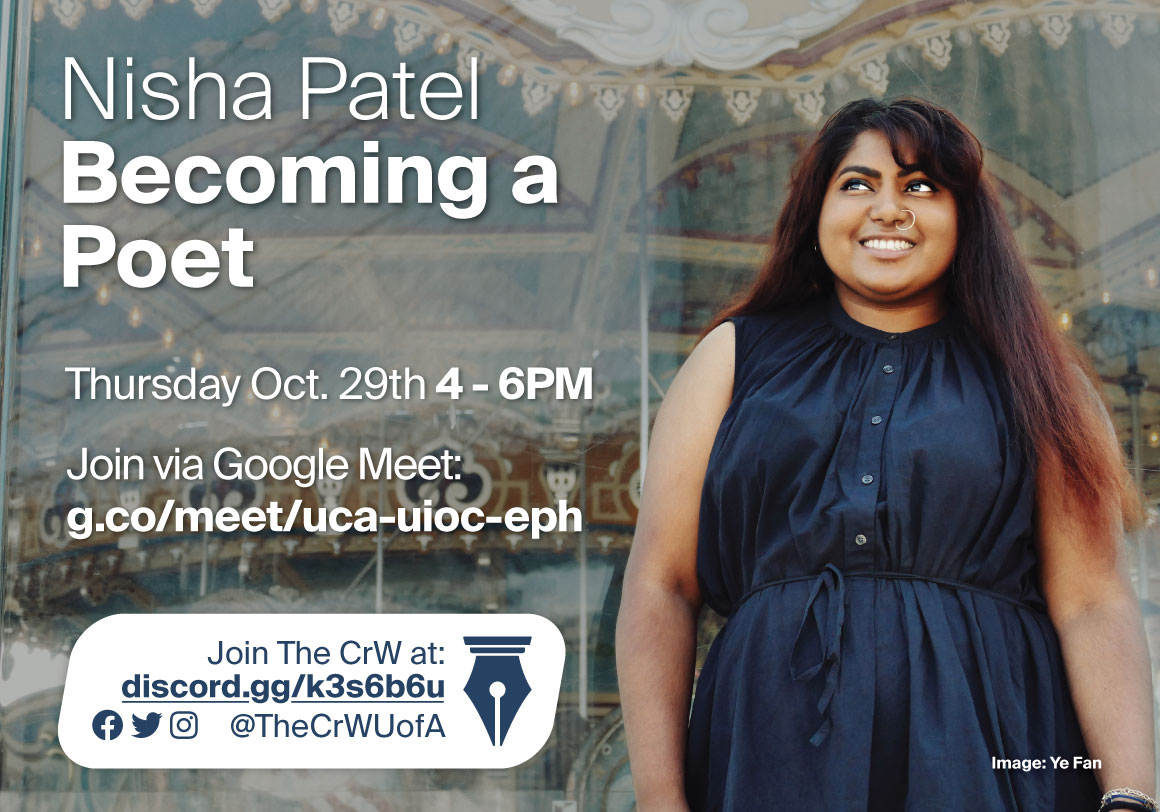 Nisha Patel
Becoming a
Poet
Thursday Oct. 29th 4 - 6PM
Join via Google Meet:
g.co/meet/uca-uioc-eph
Join The CrW at:
discord.gg/k3s6b6u
@TheCrWUofA
Image: Ye Fan